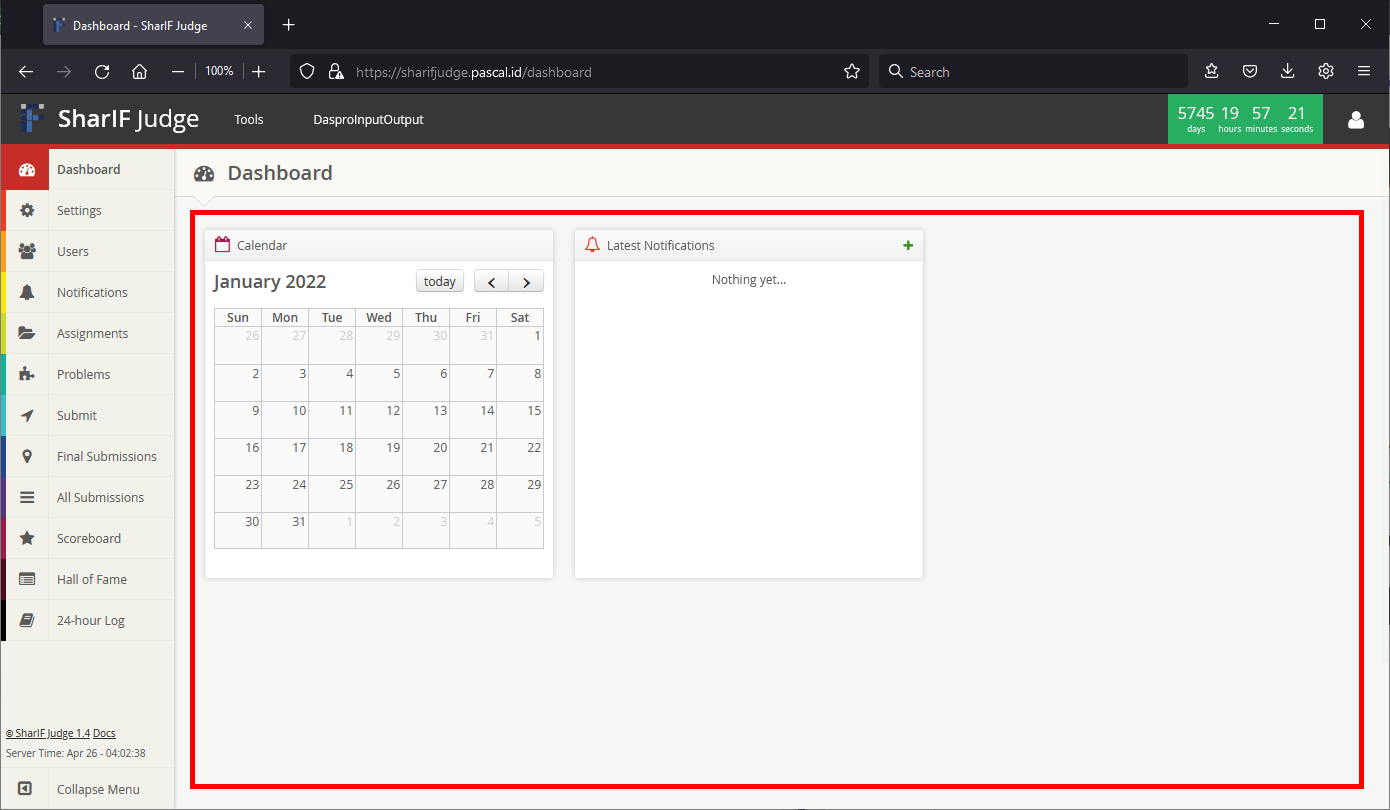 Dashboard - SharIF Judge
100%
https://sharifjudge.pascal.id/dashboard
Search
SharIF Judge
Tools
DasproInputOutput
5745 19 57 21
days hours minutes seconds
Dashboard
Settings
Users
Notifications
Assignments
Problems
Submit
Final Submissions
All Submissions
Scoreboard
Hall of Fame
24-hour Log
© SharIF Judge 1.4 Docs
Server Time: Apr 26 - 04:02:38
Collapse Menu
Dashboard
Calendar
January 2022
today
Sun Mon Tue Wed Thu Fri Sat
26 27 28 29 30 31 1
2 3 4 5 6 7 8
9 10 11 12 13 14 15
16 17 18 19 20 21 22
23 24 25 26 27 28 29
30 31 1 2 3 4 5
Latest Notifications
Nothing yet...